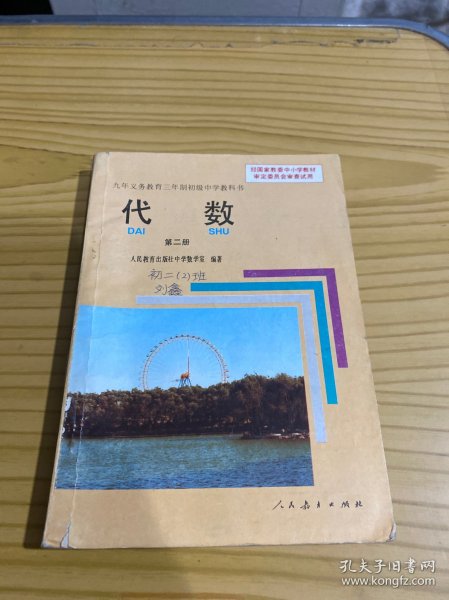 经国家教委中小学教材
审定委员会审查试用
九年义务教育三年制初级中学教科书
代 数
DAI SHU
第二册
人民教育出版社中学数学室 编著
初二(2)班
刘鑫
人民教育出版社
孔夫子旧书网
www.kongfz.com